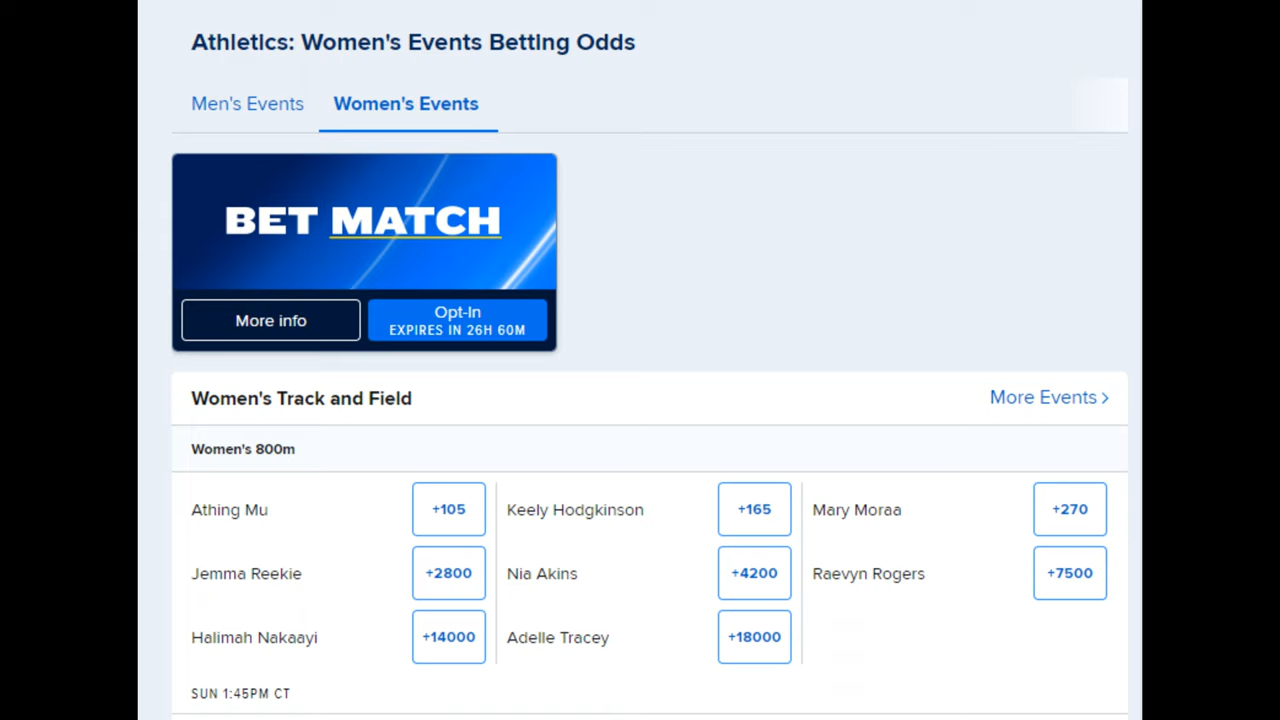 Athletics: Women's Events Betting Odds
Men's Events Women's Events
BET MATCH
More info
Opt-In
EXPIRES IN 26H 60M
Women's Track and Field More Events >
Women's 800m
Athing Mu +105 Keely Hodgkinson +165 Mary Moraa +270
Jemma Reekie +2800 Nia Akins +4200 Raevyn Rogers +7500
Halimah Nakaayi +14000 Adelle Tracey +18000
SUN 1:45PM CT